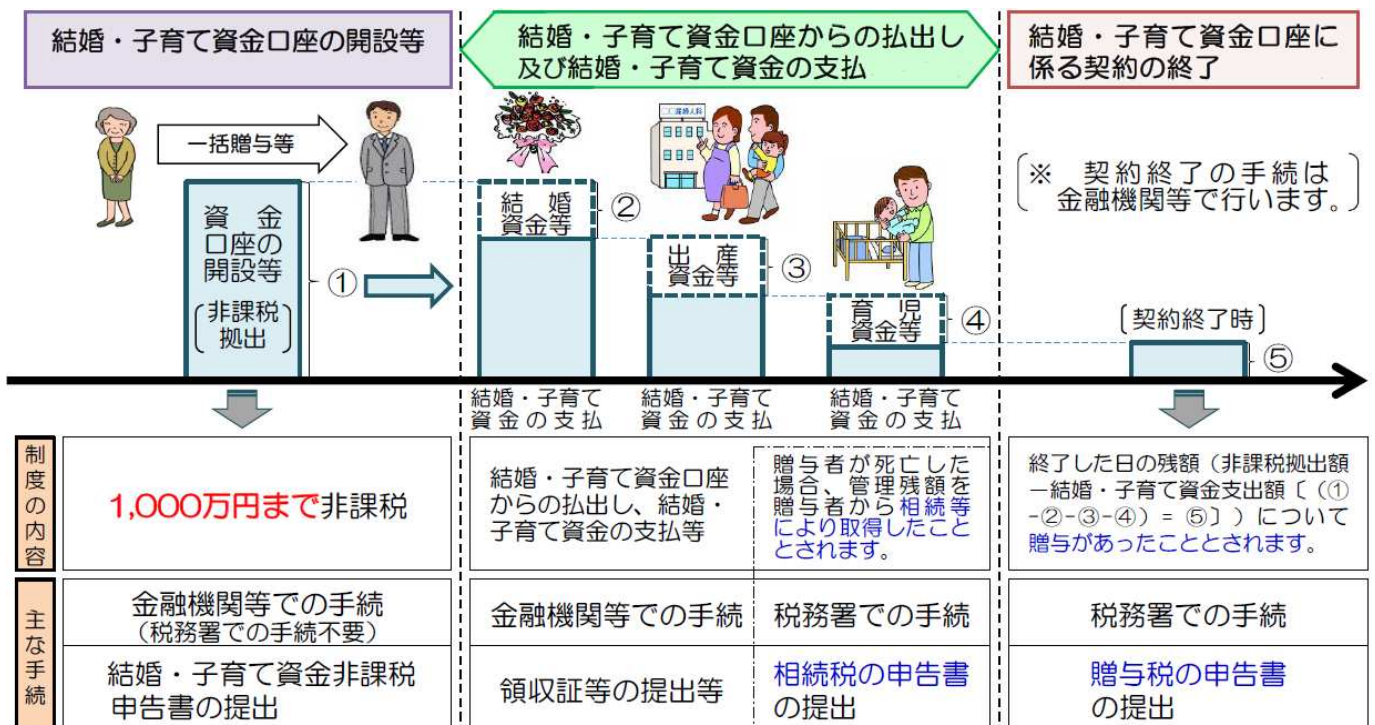 結婚・子育て資金口座の開設等
結婚・子育て資金口座からの払出し
及び結婚・子育て資金の支払
結婚・子育て資金口座に
係る契約の終了
一括贈与等
資金
口座の
開設等
〔非課税
拠出〕
①
結婚
資金等
②
産婦人科
出産
資金等
③
育児
資金等
④
※ 契約終了の手続は
金融機関等で行います。
〔契約終了時〕
⑤
結婚・子育て
資金の支払
結婚・子育て
資金の支払
結婚・子育て
資金の支払
制度の内容
1,000万円まで非課税
結婚・子育て資金口座
からの払出し、結婚・
子育て資金の支払等
贈与者が死亡した
場合、管理残額を
贈与者から相続等
により取得したこと
とされます。
終了した日の残額(非課税拠出額
-結婚・子育て資金支出額〔(①
-②-③-④)=⑤〕)について
贈与があったこととされます。
主な手続
金融機関等での手続
(税務署での手続不要)
金融機関等での手続
税務署での手続
税務署での手続
結婚・子育て資金非課税
申告書の提出
領収証等の提出等
相続税の申告書
の提出
贈与税の申告書
の提出